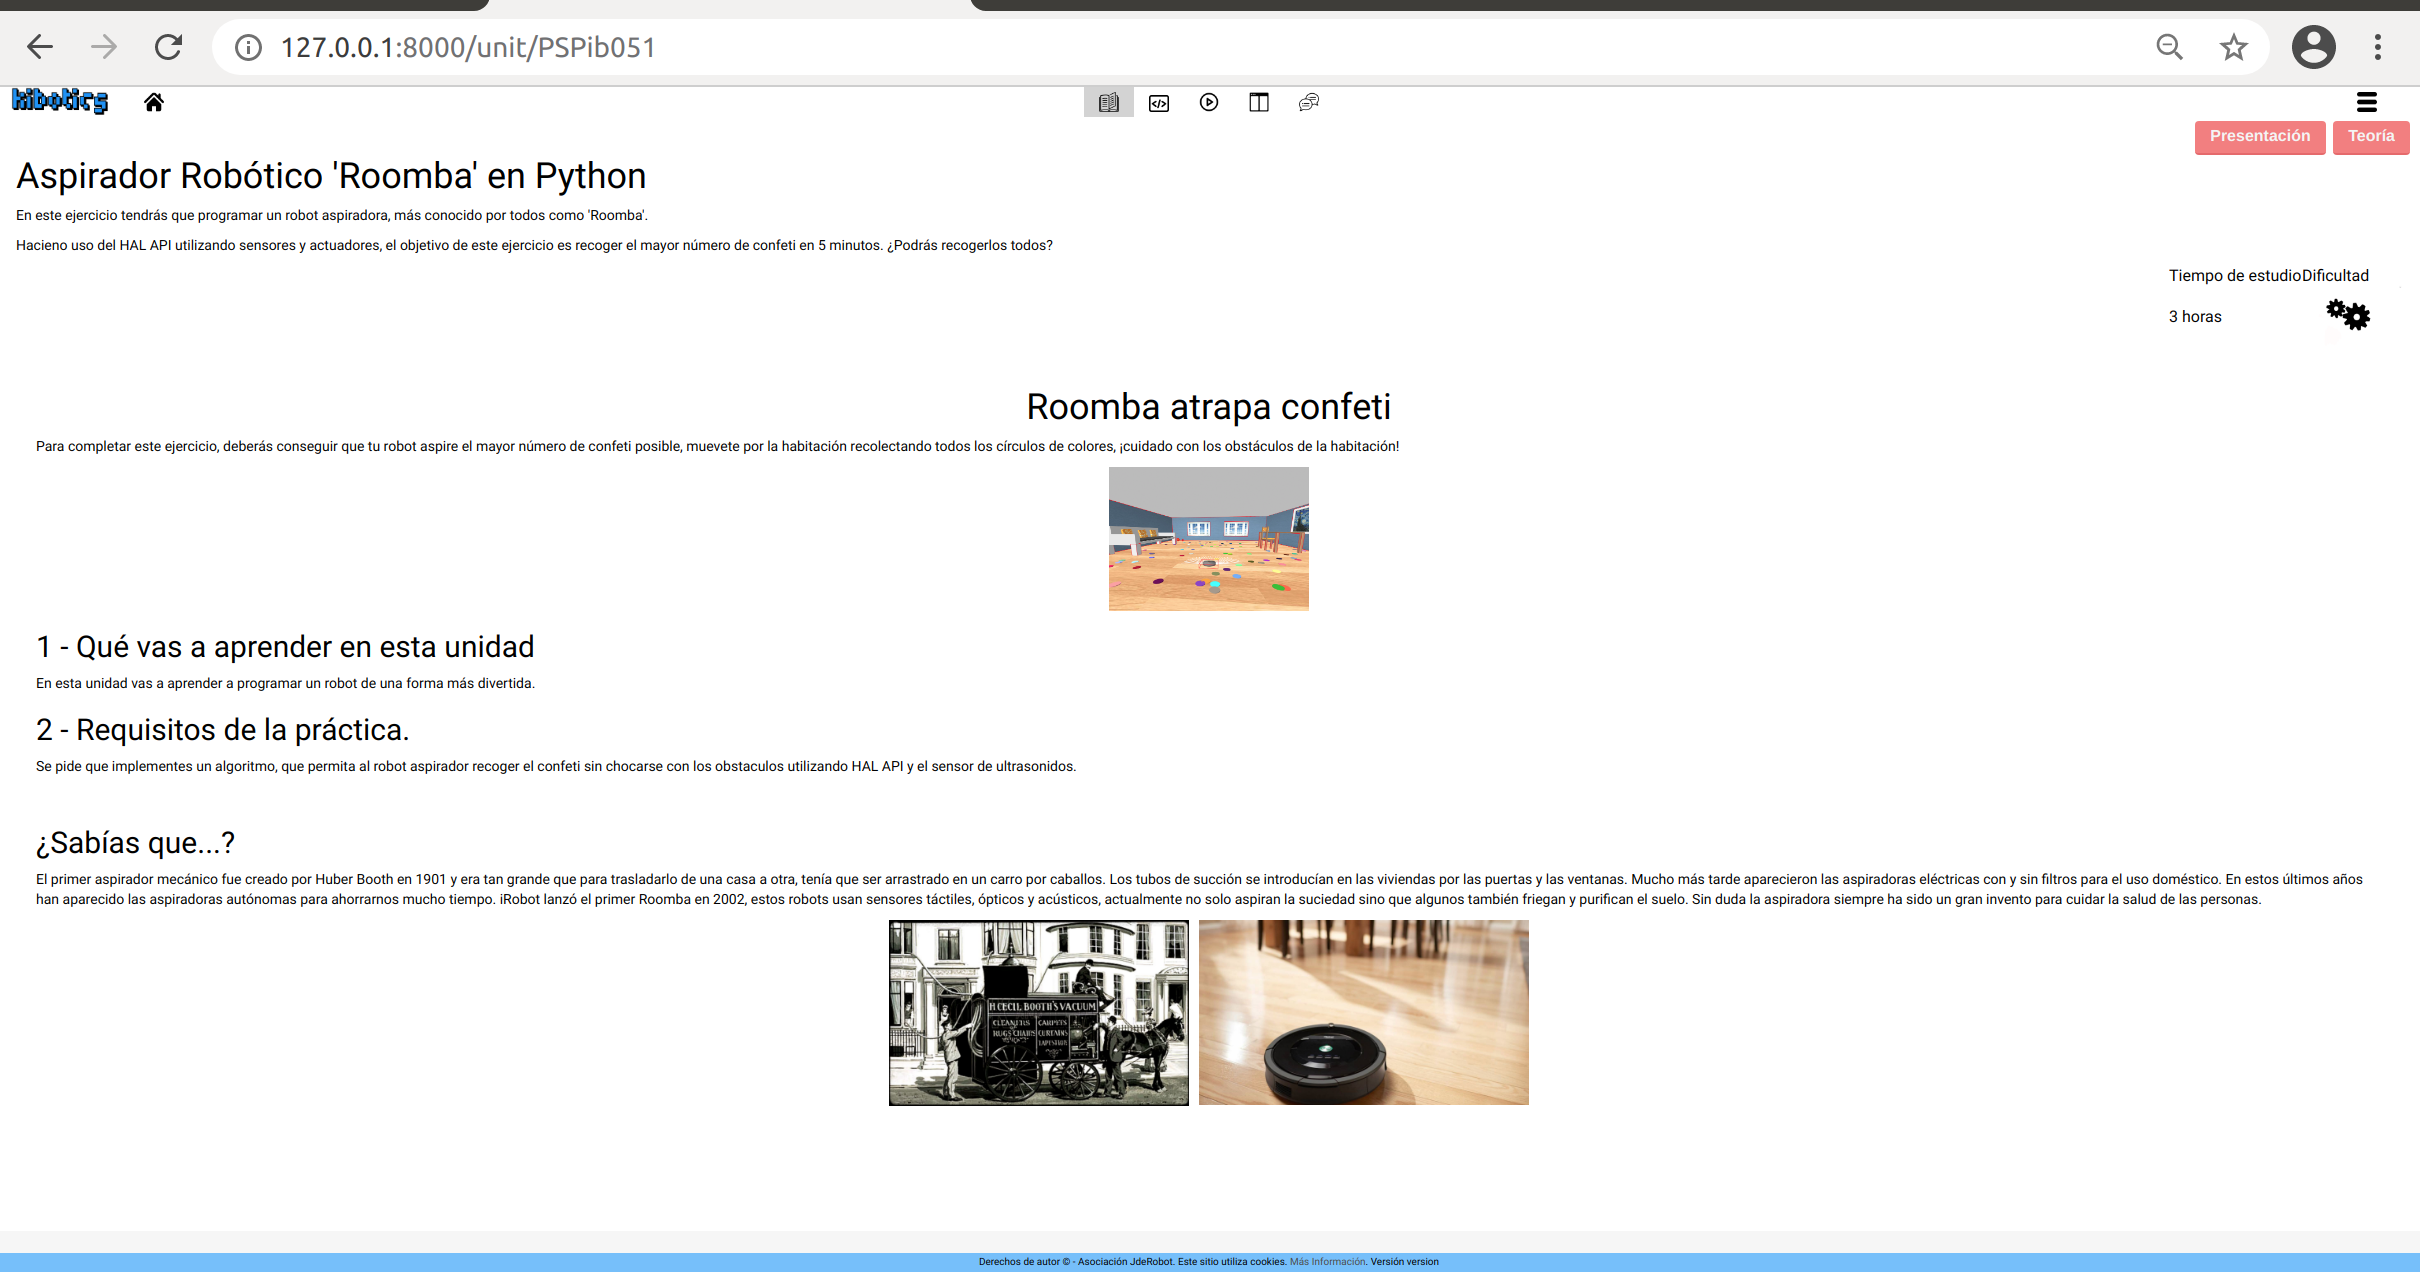 127.0.0.1:8000/unit/PSPib051
kibotics
Presentación Teoría
Aspirador Robótico 'Roomba' en Python
En este ejercicio tendrás que programar un robot aspiradora, más conocido por todos como 'Roomba'.
Hacieno uso del HAL API utilizando sensores y actuadores, el objetivo de este ejercicio es recoger el mayor número de confeti en 5 minutos. ¿Podrás recogerlos todos?
Tiempo de estudio Dificultad
3 horas
Roomba atrapa confeti
Para completar este ejercicio, deberás conseguir que tu robot aspire el mayor número de confeti posible, muevete por la habitación recolectando todos los círculos de colores, ¡cuidado con los obstáculos de la habitación!
1 - Qué vas a aprender en esta unidad
En esta unidad vas a aprender a programar un robot de una forma más divertida.
2 - Requisitos de la práctica.
Se pide que implementes un algoritmo, que permita al robot aspirador recoger el confeti sin chocarse con los obstaculos utilizando HAL API y el sensor de ultrasonidos.
¿Sabías que...?
El primer aspirador mecánico fue creado por Huber Booth en 1901 y era tan grande que para trasladarlo de una casa a otra, tenía que ser arrastrado en un carro por caballos. Los tubos de succión se introducían en las viviendas por las puertas y las ventanas. Mucho más tarde aparecieron las aspiradoras eléctricas con y sin filtros para el uso doméstico. En estos últimos años
han aparecido las aspiradoras autónomas para ahorrarnos mucho tiempo. iRobot lanzó el primer Roomba en 2002, estos robots usan sensores táctiles, ópticos y acústicos, actualmente no solo aspiran la suciedad sino que algunos también friegan y purifican el suelo. Sin duda la aspiradora siempre ha sido un gran invento para cuidar la salud de las personas.
H CECIL BOOTH'S VACUUM
CLEANERS CARPETS
RUGS CHAIRS CURTAINS
TAPESTRIE
Derechos de autor © - Asociación JdeRobot. Este sitio utiliza cookies. Más Información. Versión version